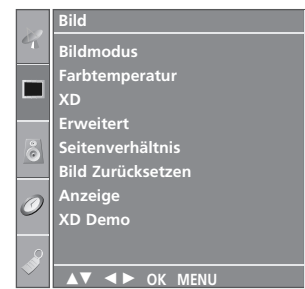 Bild
Bildmodus
Farbtemperatur
XD
Erweitert
Seitenverhältnis
Bild Zurücksetzen
Anzeige
XD Demo
▲▼ ◄► OK MENU